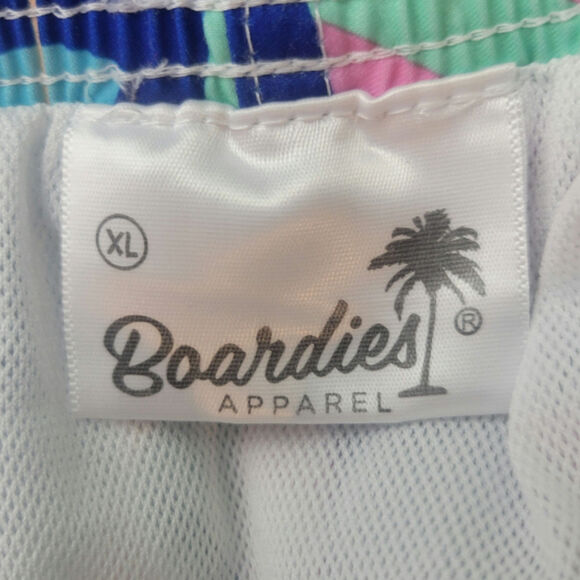 XL
Boardies
®
APPAREL